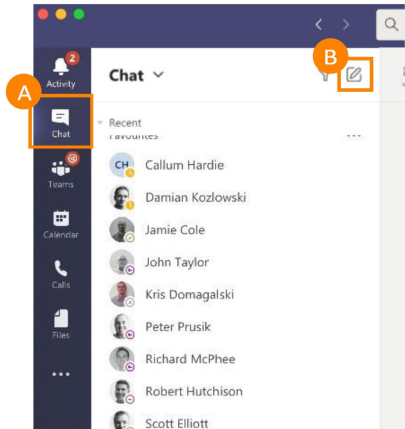 B
2
Activity
Chat
A
Chat
Recent
Favourites
CH Callum Hardie
Damian Kozlowski
@
Teams
Jamie Cole
Calendar
John Taylor
Calls
Kris Domagalski
Peter Prusik
Files
Richard McPhee
Robert Hutchison
Scott Elliott